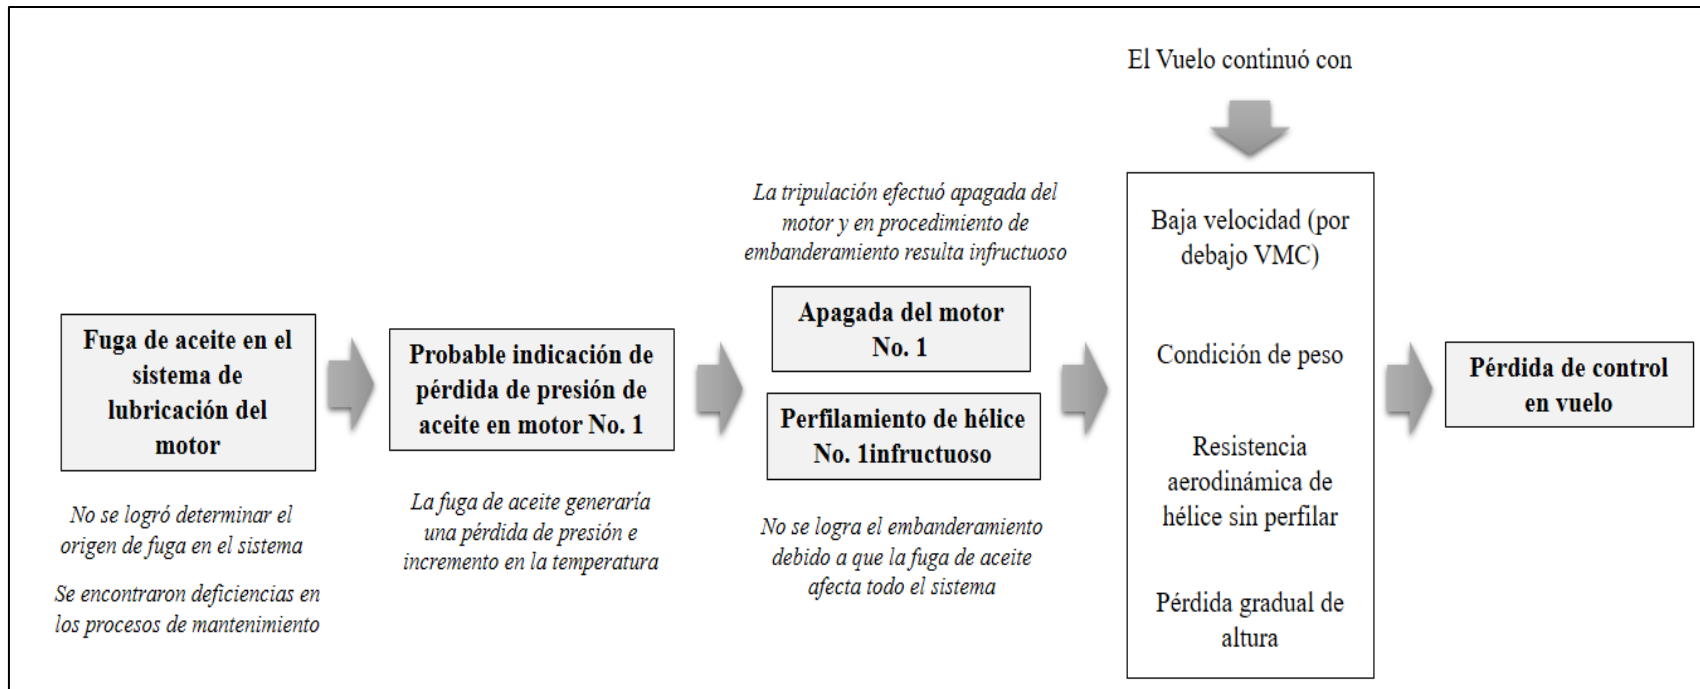 Fuga de aceite en el
sistema de
lubricación del
motor
No se logró determinar el
origen de fuga en el sistema
Se encontraron deficiencias en
los procesos de mantenimiento
Probable indicación de
pérdida de presión de
aceite en motor No. 1
La fuga de aceite generaría
una pérdida de presión e
incremento en la temperatura
La tripulación efectuó apagada del
motor y en procedimiento de
embanderamiento resulta infructuoso
Apagada del motor
No. 1
Perfilamiento de hélice
No. 1infructuoso
No se logra el embanderamiento
debido a que la fuga de aceite
afecta todo el sistema
El Vuelo continuó con
Baja velocidad (por
debajo VMC)
Condición de peso
Resistencia
aerodinámica de
hélice sin perfilar
Pérdida gradual de
altura
Pérdida de control
en vuelo